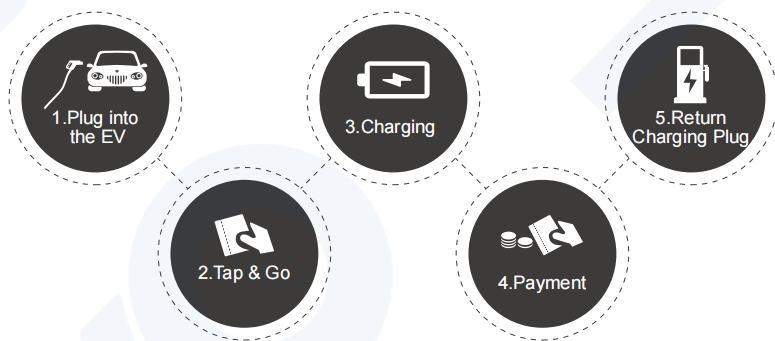 1.Plug into
the EV
2.Tap & Go
3.Charging
4.Payment
5.Return
Charging Plug